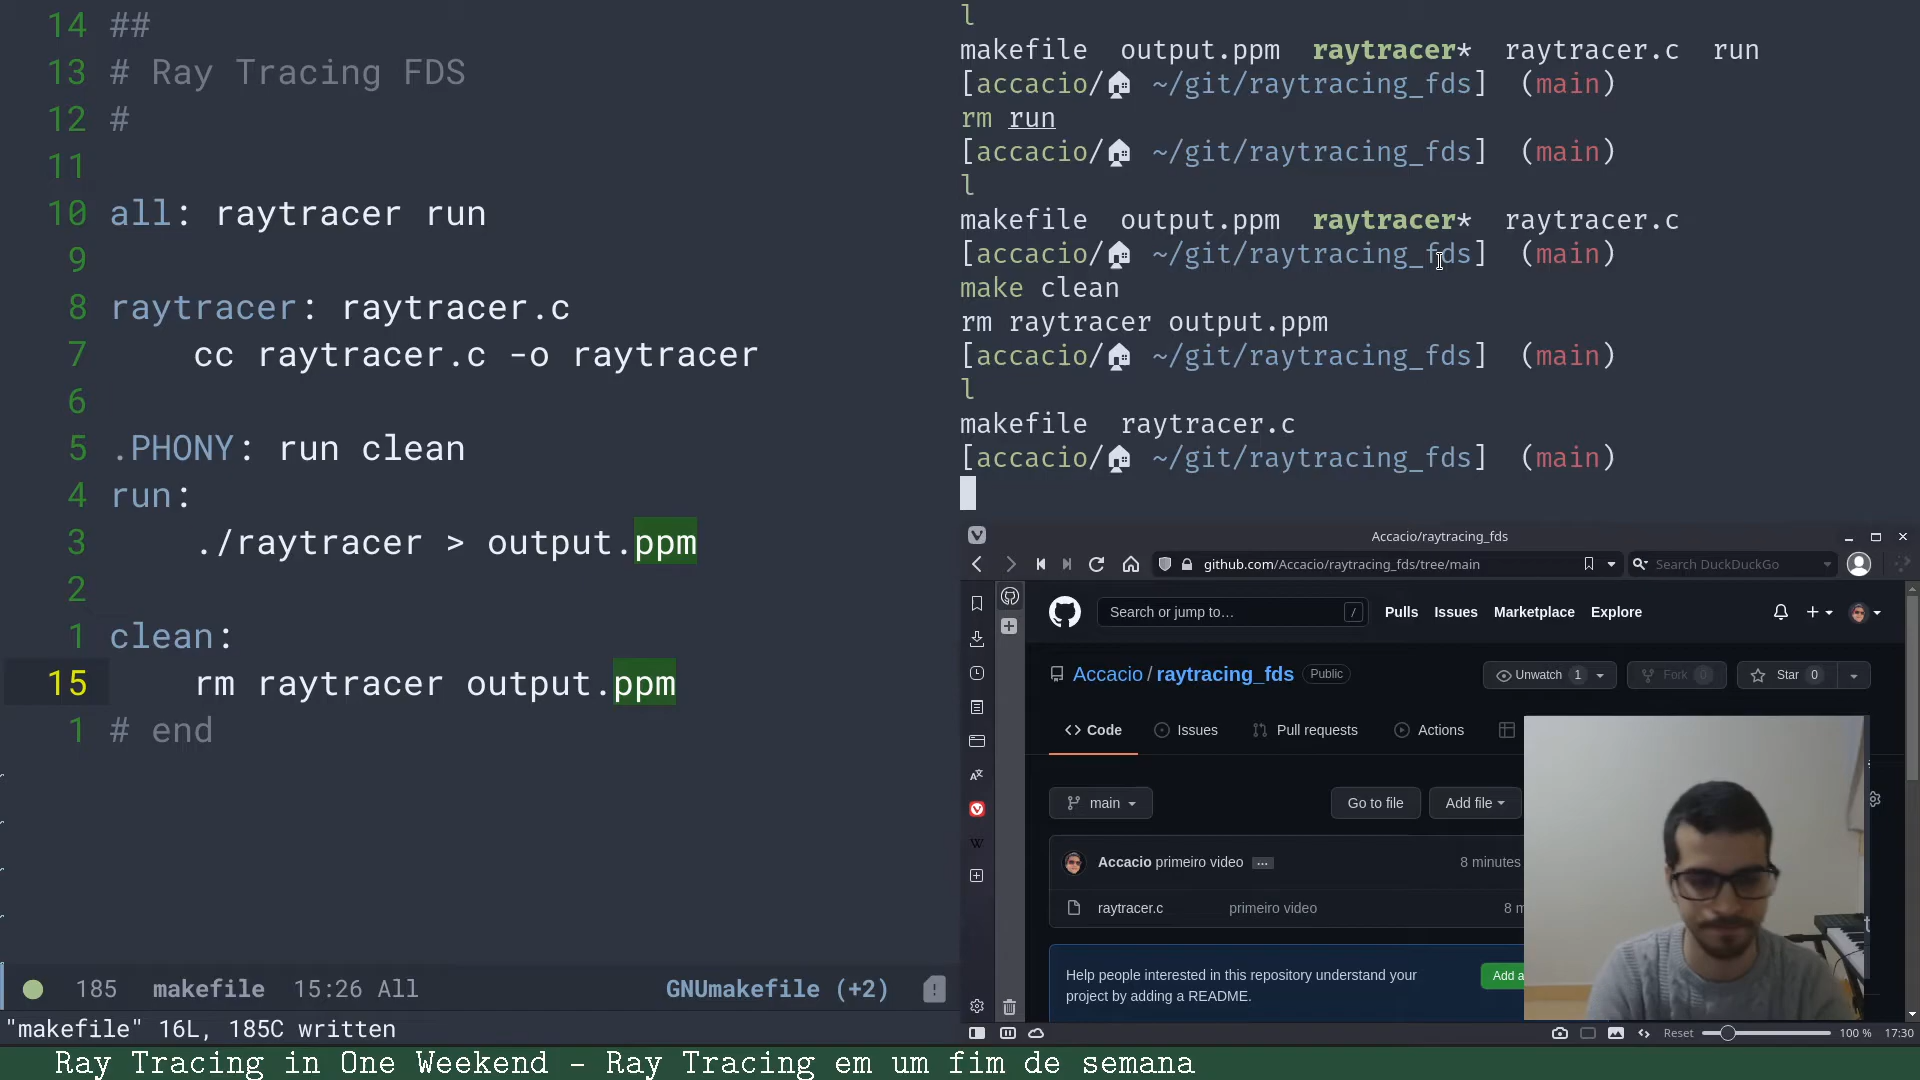 14 ##
13 # Ray Tracing FDS
12 #
11
10 all: raytracer run
9
8 raytracer: raytracer.c
7 cc raytracer.c -o raytracer
6
5 .PHONY: run clean
4 run:
3 ./raytracer > output.ppm
2
1 clean:
15 rm raytracer output.ppm
1 # end
185 makefile 15:26 All GNUmakefile (+2)
"makefile" 16L, 185C written
l
makefile output.ppm raytracer* raytracer.c run
[accacio/🏠 ~/git/raytracing_fds] (main)
rm run
[accacio/🏠 ~/git/raytracing_fds] (main)
l
makefile output.ppm raytracer* raytracer.c
[accacio/🏠 ~/git/raytracing_fds] (main)
make clean
rm raytracer output.ppm
[accacio/🏠 ~/git/raytracing_fds] (main)
l
makefile raytracer.c
[accacio/🏠 ~/git/raytracing_fds] (main)
Accacio/raytracing_fds
github.com/Accacio/raytracing_fds/tree/main Search DuckDuckGo
Search or jump to… / Pulls Issues Marketplace Explore
Accacio / raytracing_fds Public Unwatch 1 Fork 0 Star 0
Code Issues Pull requests Actions
main Go to file Add file
Accacio primeiro video … 8 minutes
raytracer.c primeiro video 8 m
Help people interested in this repository understand your Add a
project by adding a README.
Reset 100 % 17:30
Ray Tracing in One Weekend - Ray Tracing em um fim de semana